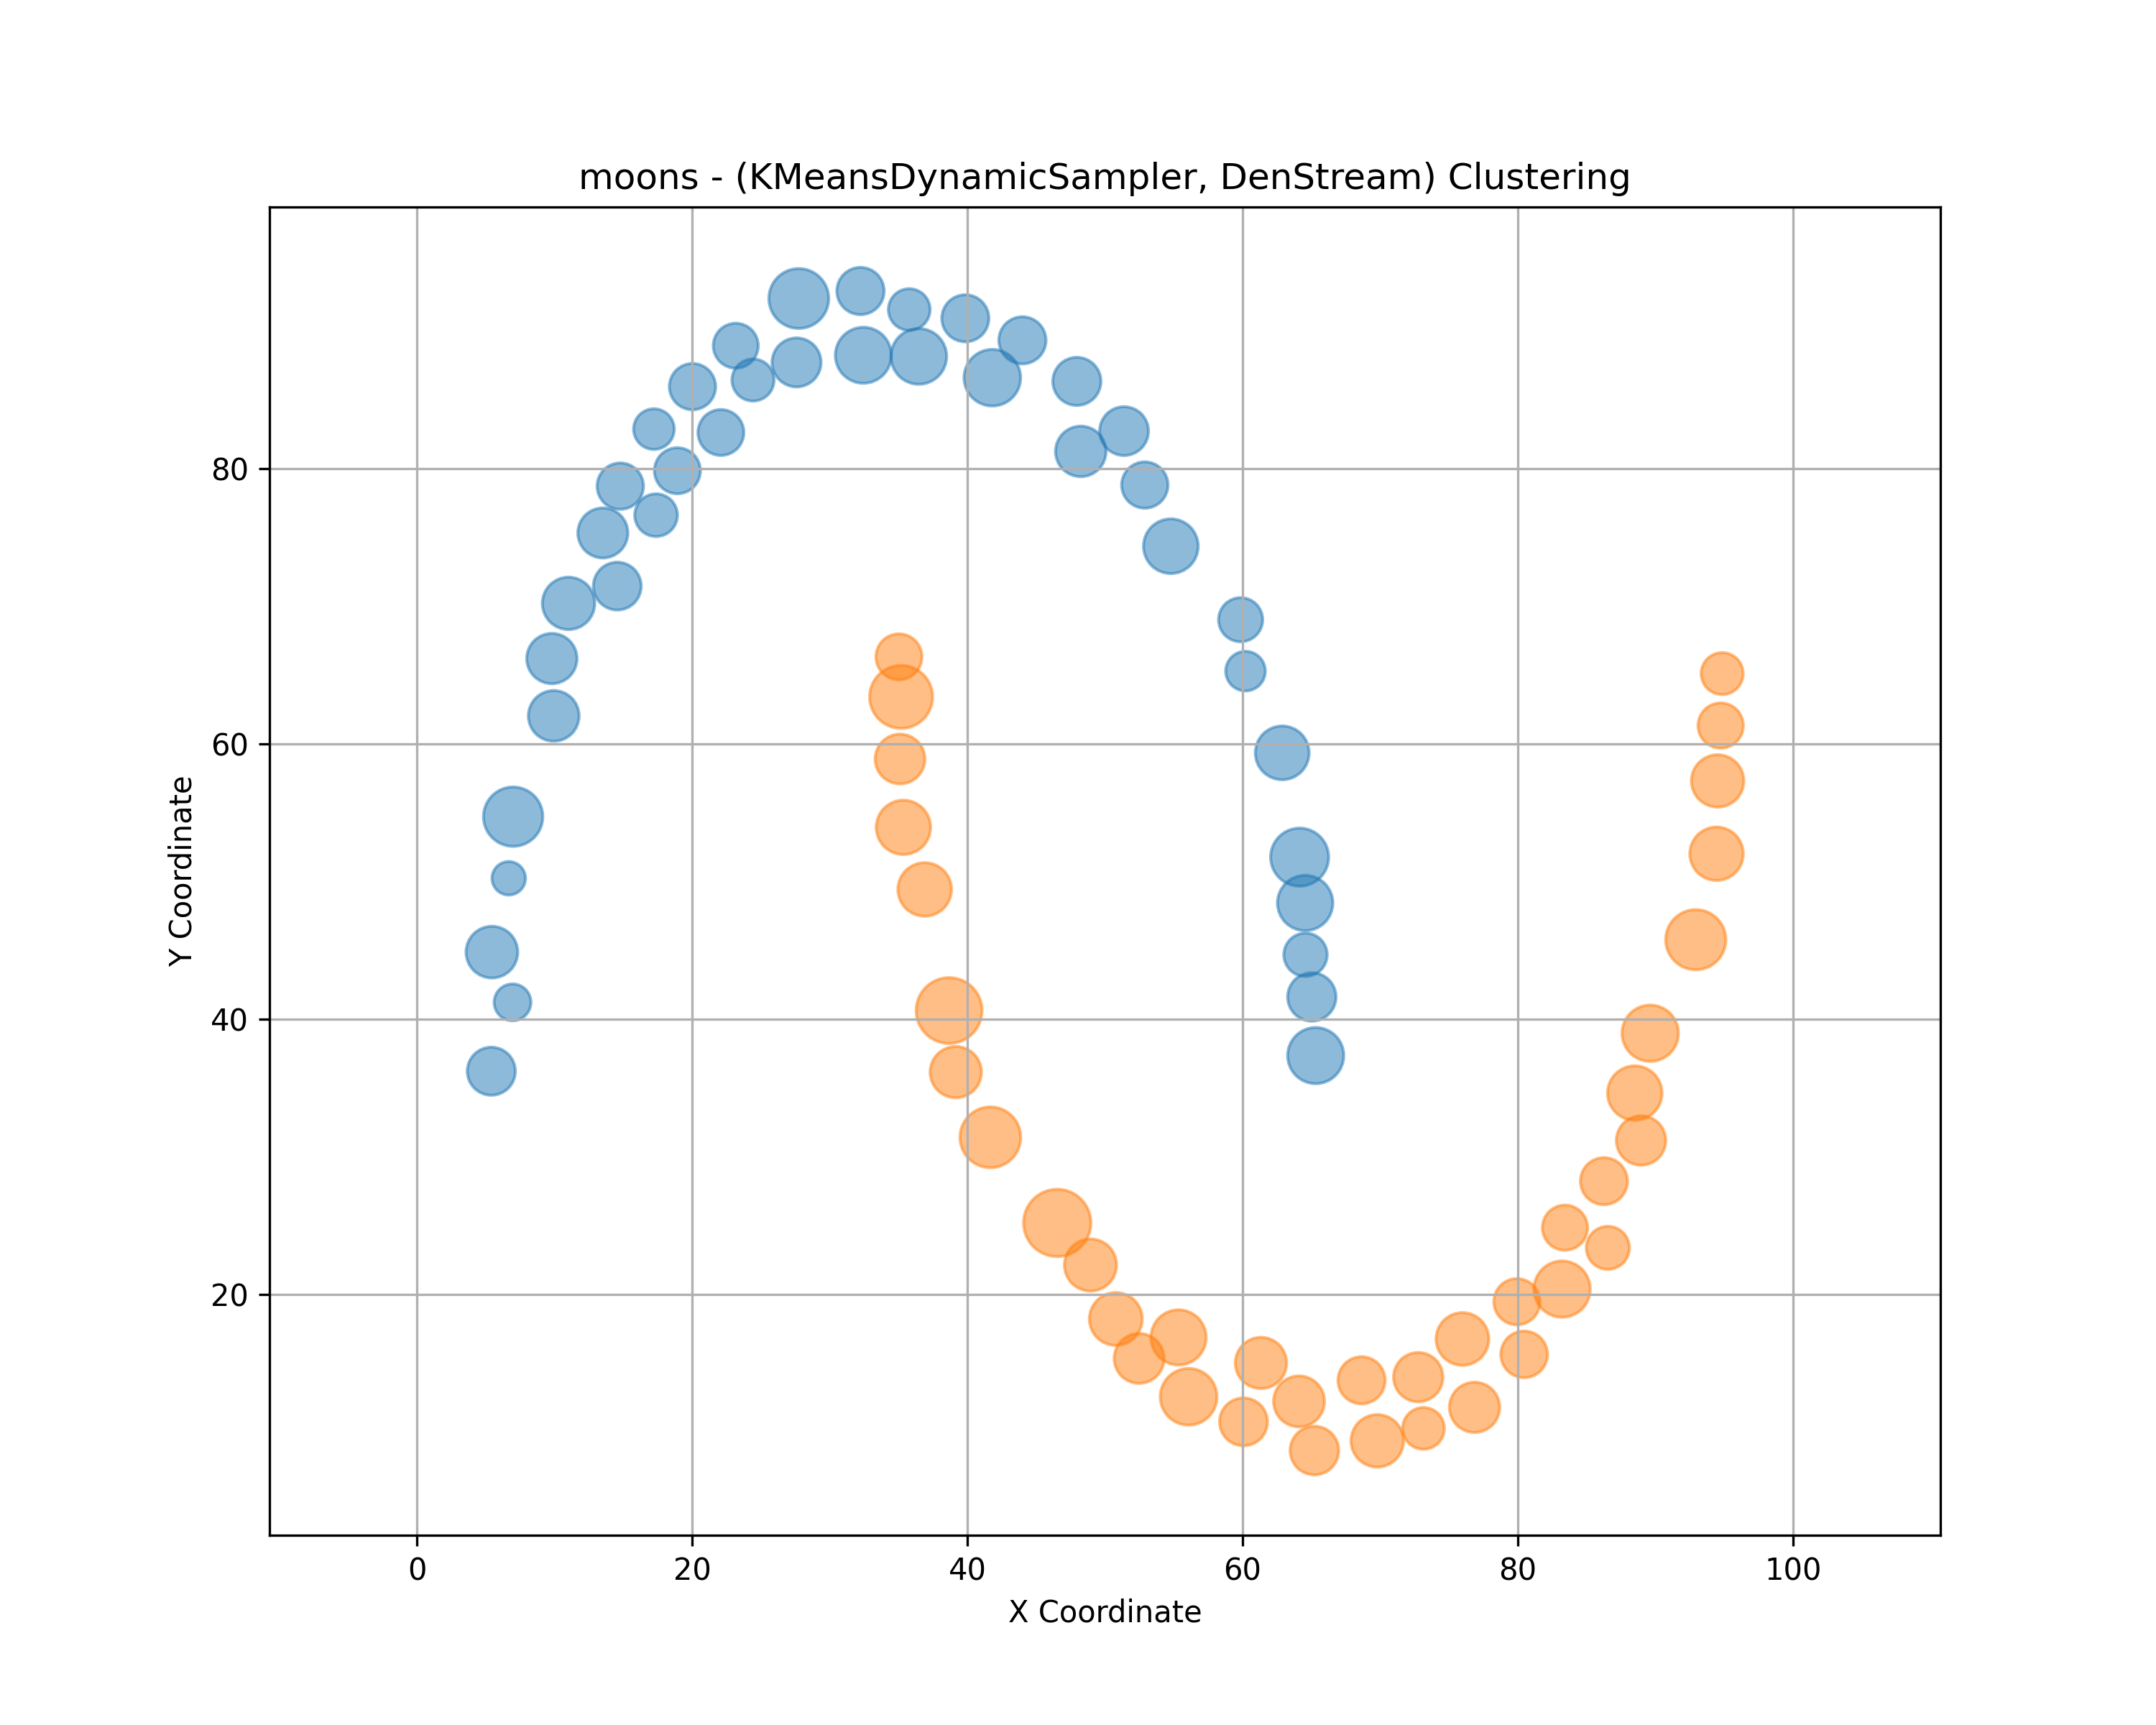 moons - (KMeansDynamicSampler, DenStream) Clustering
80
60
40
20
Y Coordinate
0 20 40 60 80 100
X Coordinate